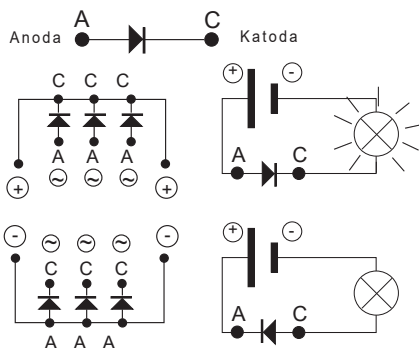 Anoda A C Katoda
C C C
A A A
+ ~ ~ ~ +
+ -
A C
- ~ ~ ~ -
C C C
A A A
+ -
A C